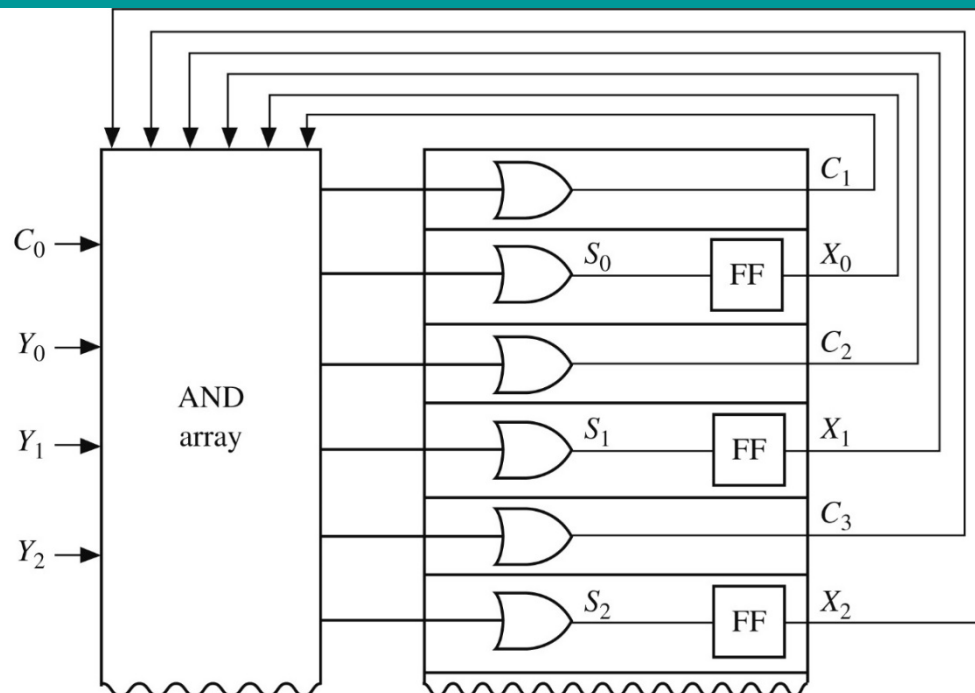 C₁
C₀
S₀ FF X₀
Y₀
C₂
AND
array
Y₁
S₁ FF X₁
C₃
Y₂
S₂ FF X₂